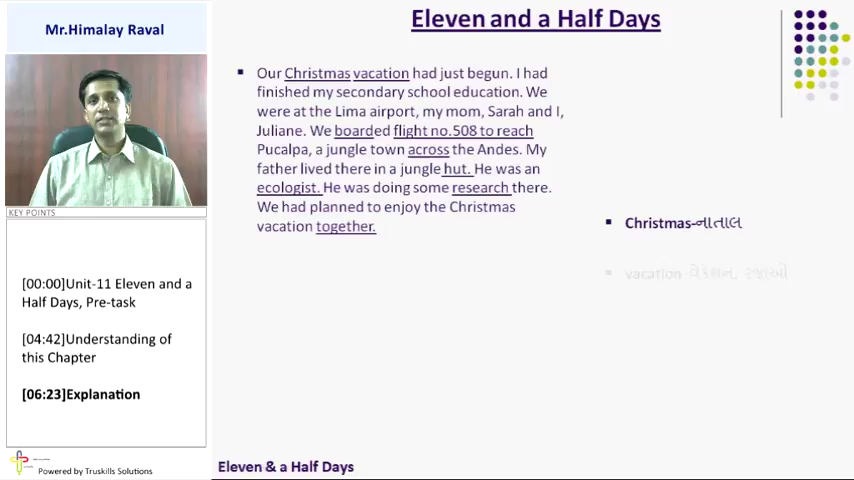 Mr.Himalay Raval
KEY POINTS
[00:00]Unit-11 Eleven and a
Half Days, Pre-task
[04:42]Understanding of
this Chapter
[06:23]Explanation
Powered by Truskills Solutions
Eleven and a Half Days
Our Christmas vacation had just begun. I had
finished my secondary school education. We
were at the Lima airport, my mom, Sarah and I,
Juliane. We boarded flight no.508 to reach
Pucalpa, a jungle town across the Andes. My
father lived there in a jungle hut. He was an
ecologist. He was doing some research there.
We had planned to enjoy the Christmas
vacation together.
Christmas-નાતાલ
vacation-વેકેશન, રજાઓ
Eleven & a Half Days